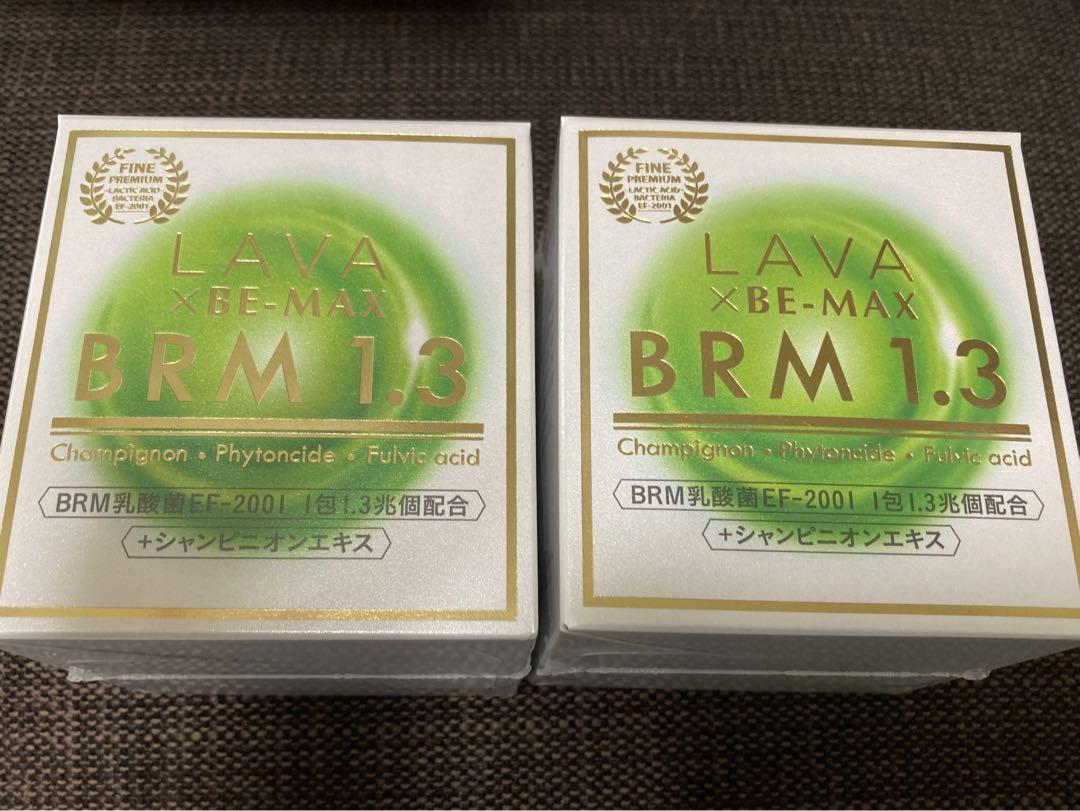 FINE
PREMIUM
LACTIC ACID
BACTERIA
EF-2001
LAVA
×BE-MAX
BRM 1.3
Champignon • Phytoncide • Fulvic acid
BRM乳酸菌EF-2001 1包1.3兆個配合
+シャンピニオンエキス
FINE
PREMIUM
LACTIC ACID
BACTERIA
EF-2001
LAVA
×BE-MAX
BRM 1.3
Champignon • Phytoncide • Fulvic acid
BRM乳酸菌EF-2001 1包1.3兆個配合
+シャンピニオンエキス